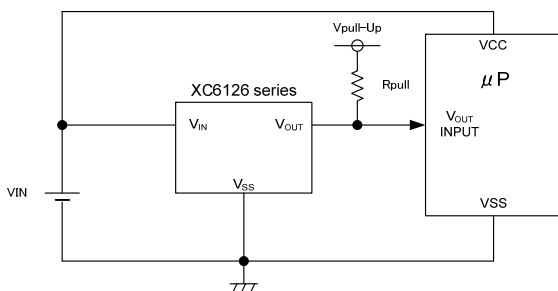 Vpull-Up
VCC
μP
Rpull
XC6126 series
VIN
VOUT
VOUT
INPUT
VSS
VIN
VSS